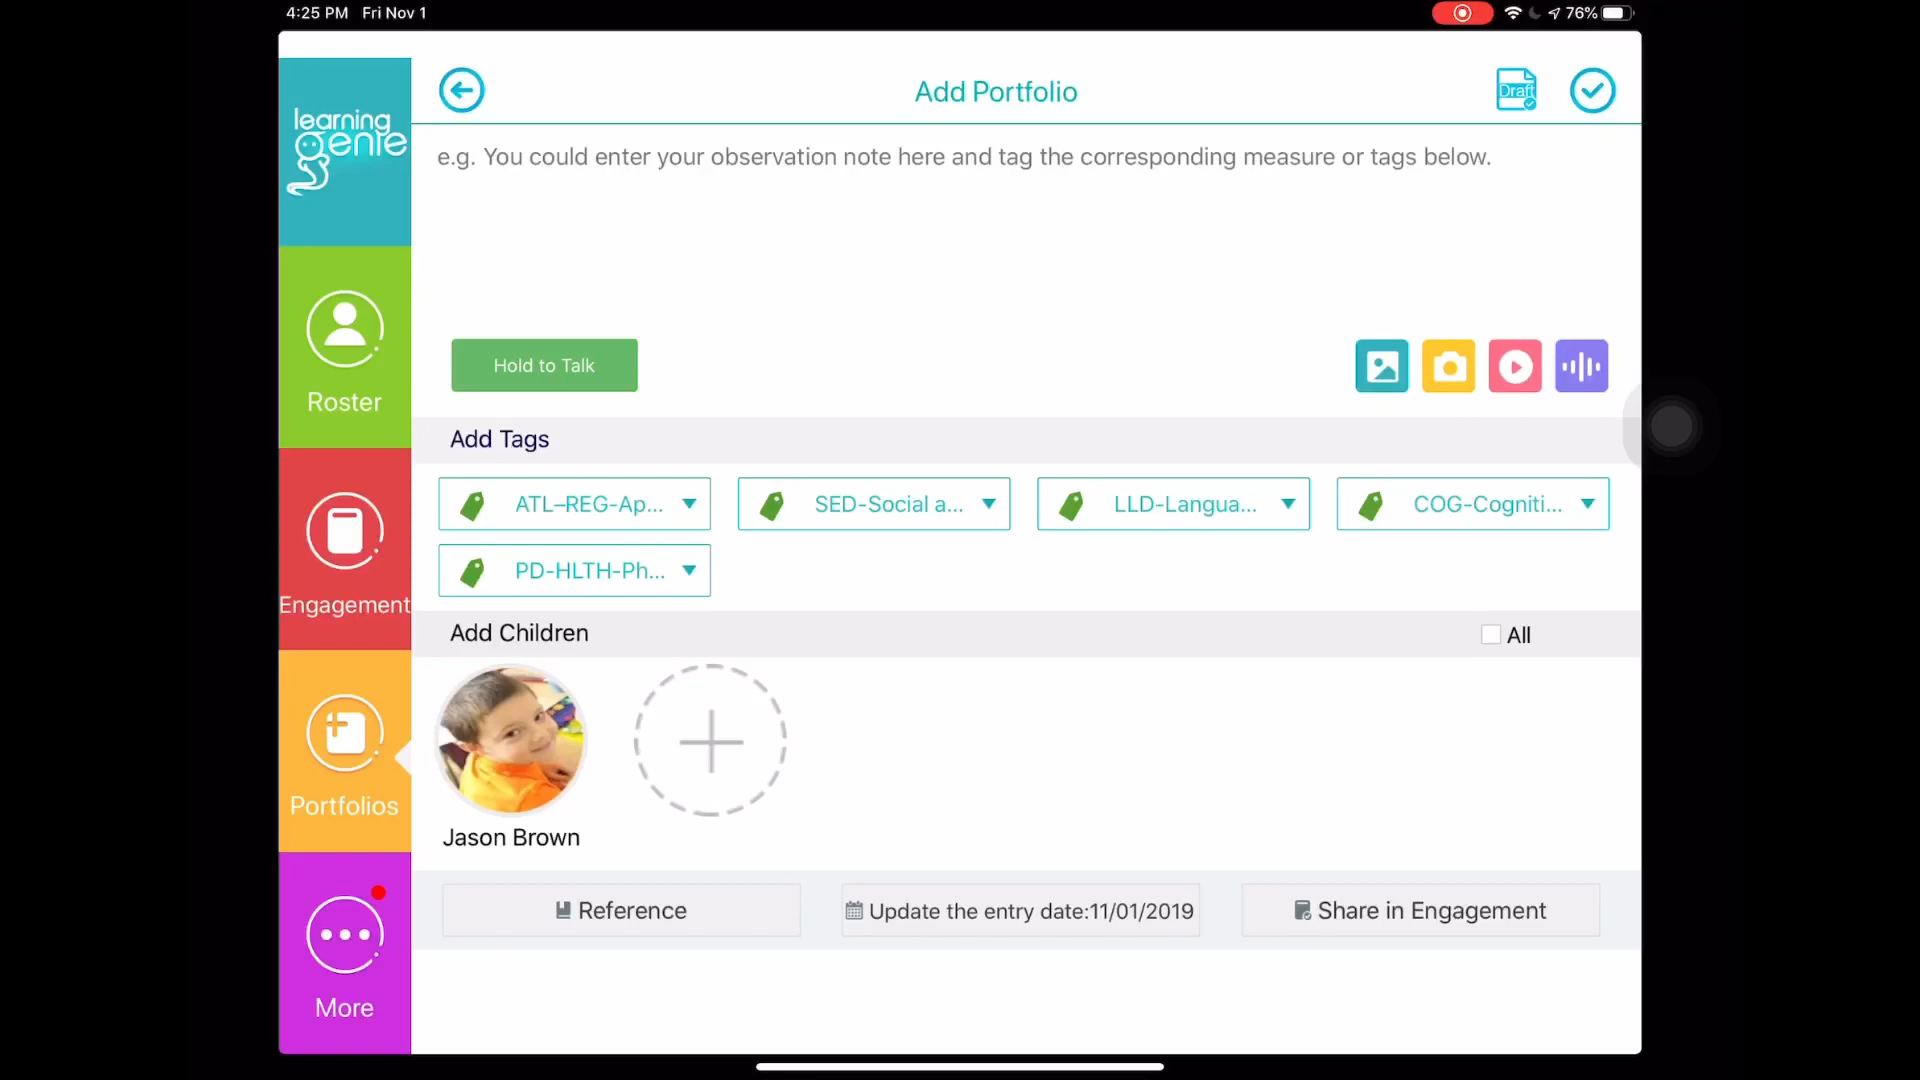 4:25 PM Fri Nov 1
76%
learning genie
Add Portfolio
Draft
e.g. You could enter your observation note here and tag the corresponding measure or tags below.
Roster
Hold to Talk
Add Tags
ATL–REG-Ap...
SED-Social a...
LLD-Langua...
COG-Cogniti...
PD-HLTH-Ph...
Engagement
Add Children
All
Portfolios
Jason Brown
Reference
Update the entry date:11/01/2019
Share in Engagement
More